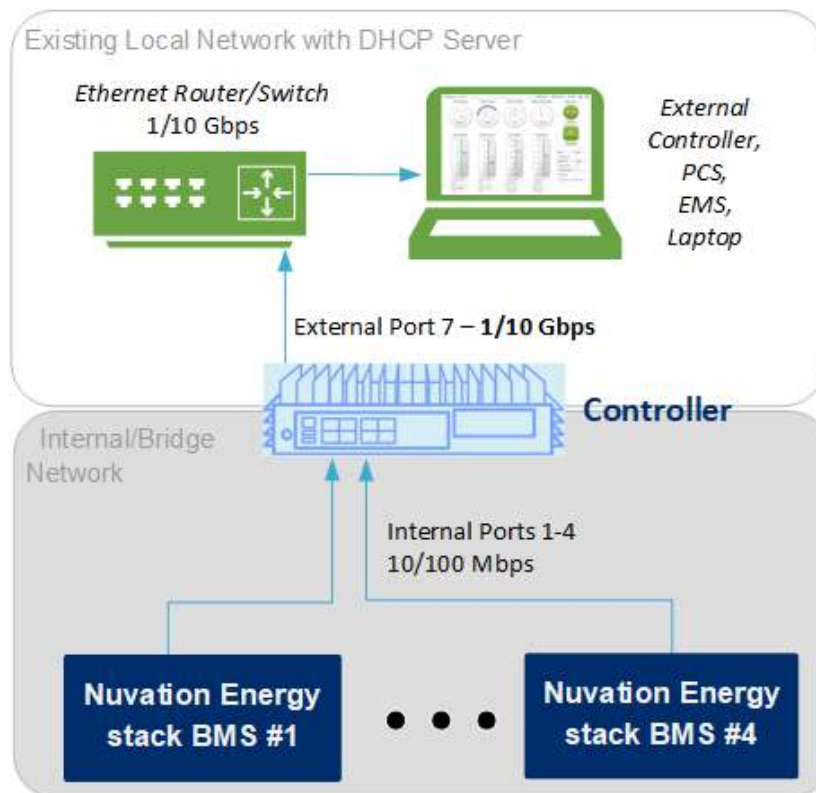 Existing Local Network with DHCP Server
Ethernet Router/Switch
1/10 Gbps
External
Controller,
PCS,
EMS,
Laptop
External Port 7 – 1/10 Gbps
Controller
Internal/Bridge
Network
Internal Ports 1-4
10/100 Mbps
Nuvation Energy
stack BMS #1
Nuvation Energy
stack BMS #4